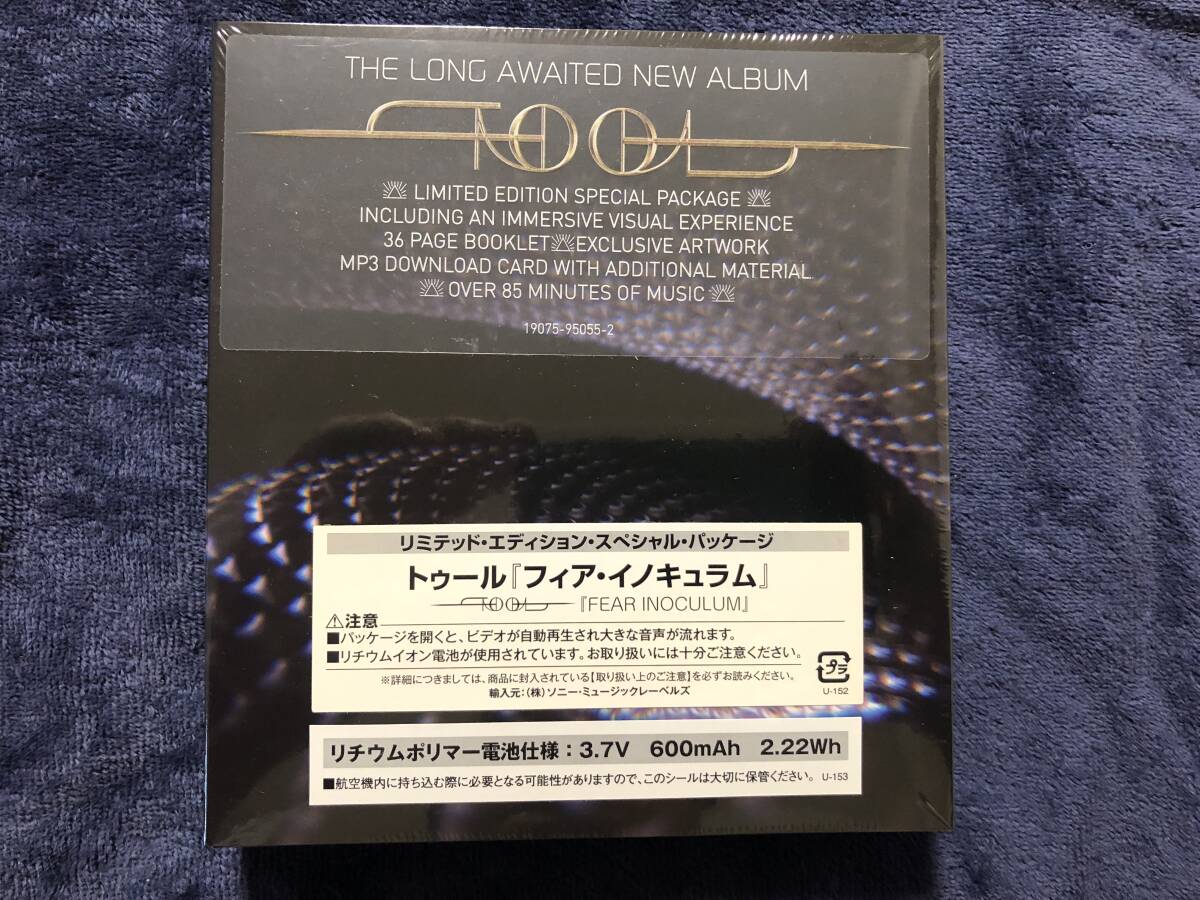 THE LONG AWAITED NEW ALBUM
TOOL
LIMITED EDITION SPECIAL PACKAGE
INCLUDING AN IMMERSIVE VISUAL EXPERIENCE
36 PAGE BOOKLET EXCLUSIVE ARTWORK
MP3 DOWNLOAD CARD WITH ADDITIONAL MATERIAL
OVER 85 MINUTES OF MUSIC
19075-95055-2
リミテッド・エディション・スペシャル・パッケージ
トゥール『フィア・イノキュラム』
TOOL『FEAR INOCULUM』
⚠注意
■パッケージを開くと、ビデオが自動再生され大きな音声が流れます。
■リチウムイオン電池が使用されています。お取り扱いには十分ご注意ください。
※詳細につきましては、商品に封入されている【取り扱い上のご注意】を必ずお読みください。
輸入元：(株)ソニー・ミュージックレーベルズ
プラ
U-152
リチウムポリマー電池仕様：3.7V 600mAh 2.22Wh
■航空機内に持ち込む際に必要となる可能性がありますので、このシールは大切に保管ください。 U-153